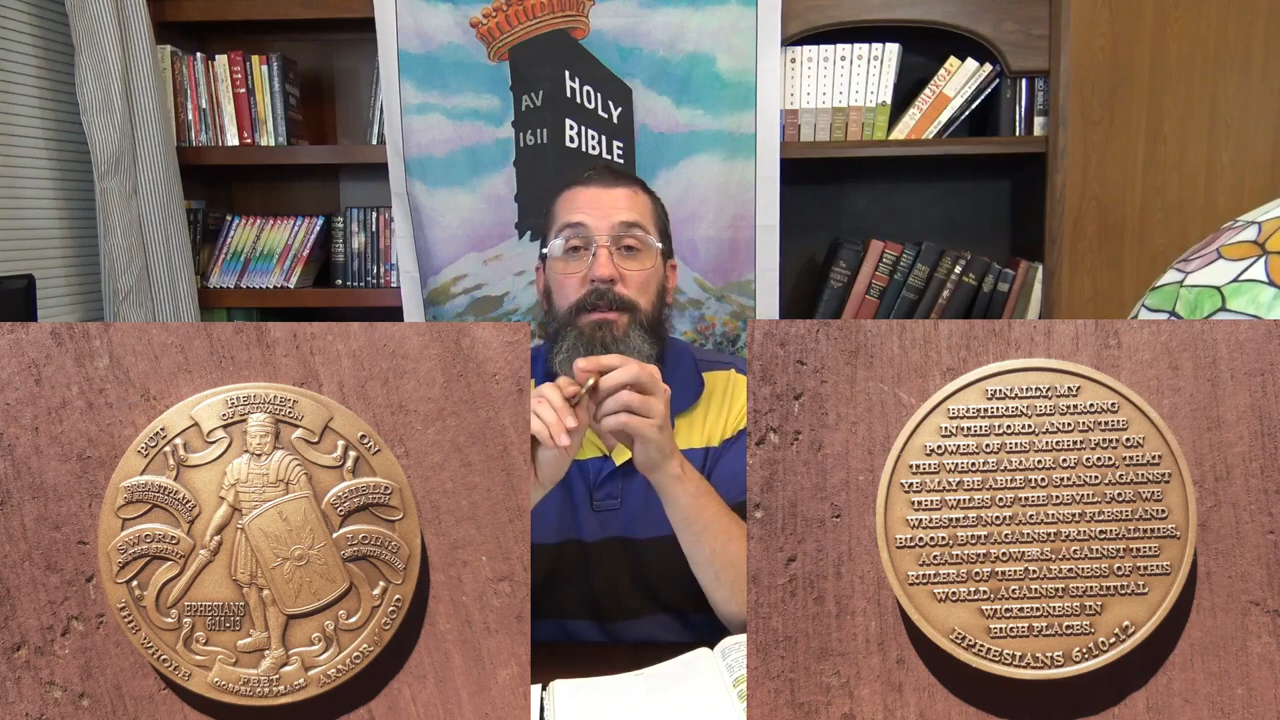 AV
1611
HOLY
BIBLE
FOXFIRE
PUT
ON
HELMET
OF SALVATION
BREASTPLATE
OF RIGHTEOUSNESS
SHIELD
OF FAITH
SWORD
OF THE SPIRIT
LOINS
GIRT WITH TRUTH
EPHESIANS
6:11-13
THE WHOLE
ARMOR of GOD
FEET
GOSPEL OF PEACE
FINALLY, MY
BRETHREN, BE STRONG
IN THE LORD, AND IN THE
POWER OF HIS MIGHT. PUT ON
THE WHOLE ARMOR OF GOD, THAT
YE MAY BE ABLE TO STAND AGAINST
THE WILES OF THE DEVIL. FOR WE
WRESTLE NOT AGAINST FLESH AND
BLOOD, BUT AGAINST PRINCIPALITIES,
AGAINST POWERS, AGAINST THE
RULERS OF THE DARKNESS OF THIS
WORLD, AGAINST SPIRITUAL
WICKEDNESS IN
HIGH PLACES.
EPHESIANS 6:10-12